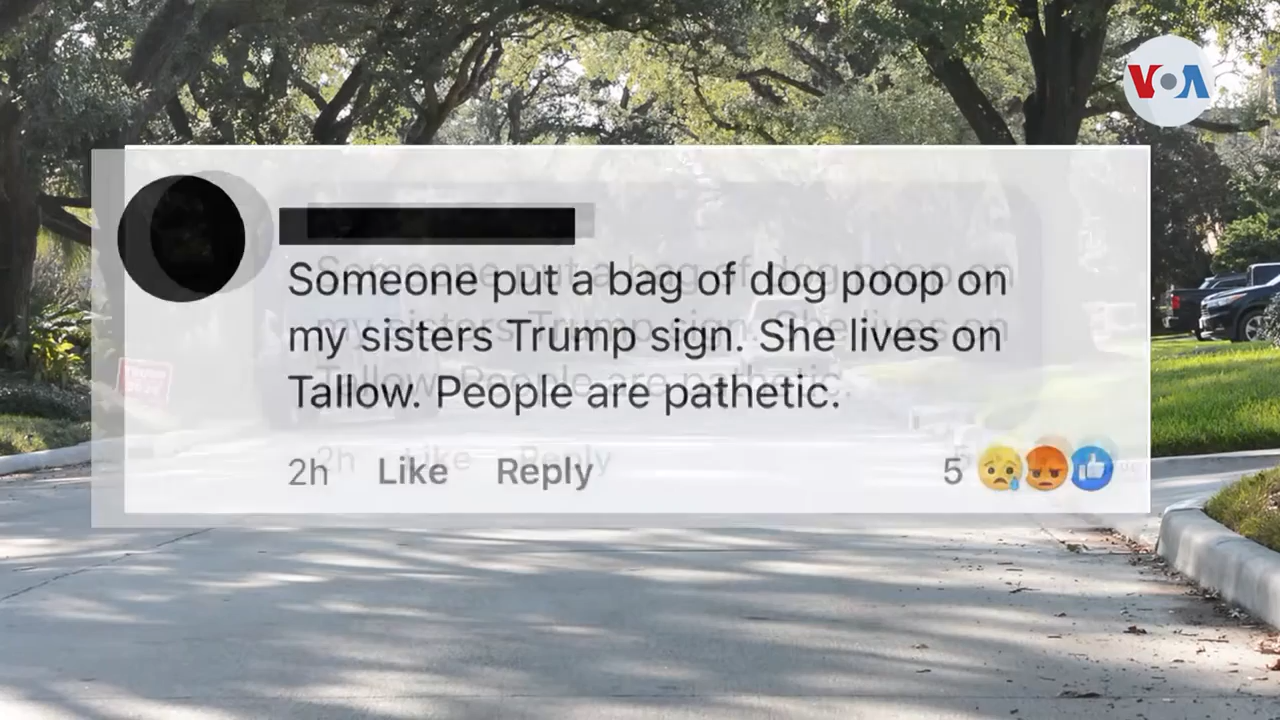 VOA
Someone put a bag of dog poop on
my sisters Trump sign. She lives on
Tallow. People are pathetic.
2h Like Reply
5